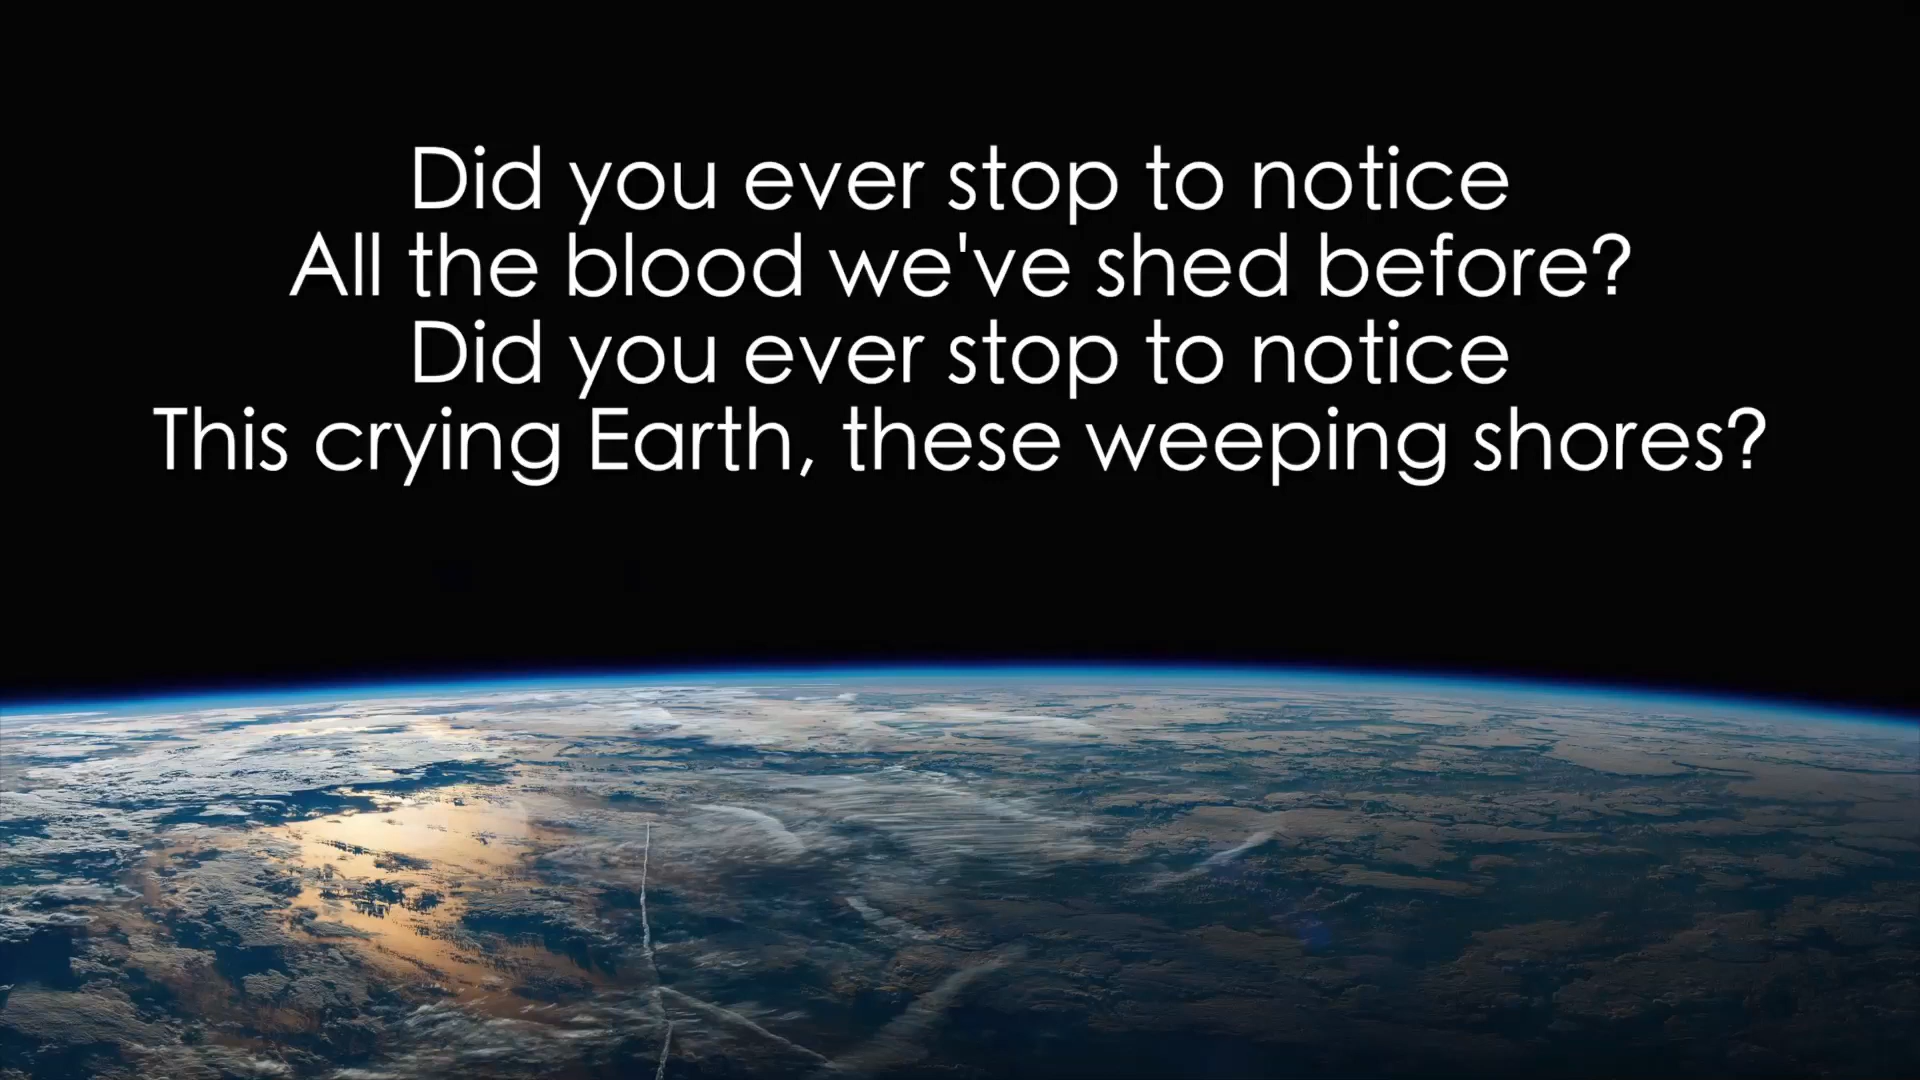 Did you ever stop to notice
All the blood we've shed before?
Did you ever stop to notice
This crying Earth, these weeping shores?